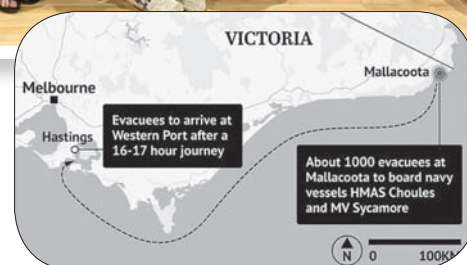 VICTORIA
Mallacoota
Melbourne
Hastings
Evacuees to arrive at
Western Port after a
16-17 hour journey
About 1000 evacuees at
Mallacoota to board navy
vessels HMAS Choules
and MV Sycamore
N
0
100KM